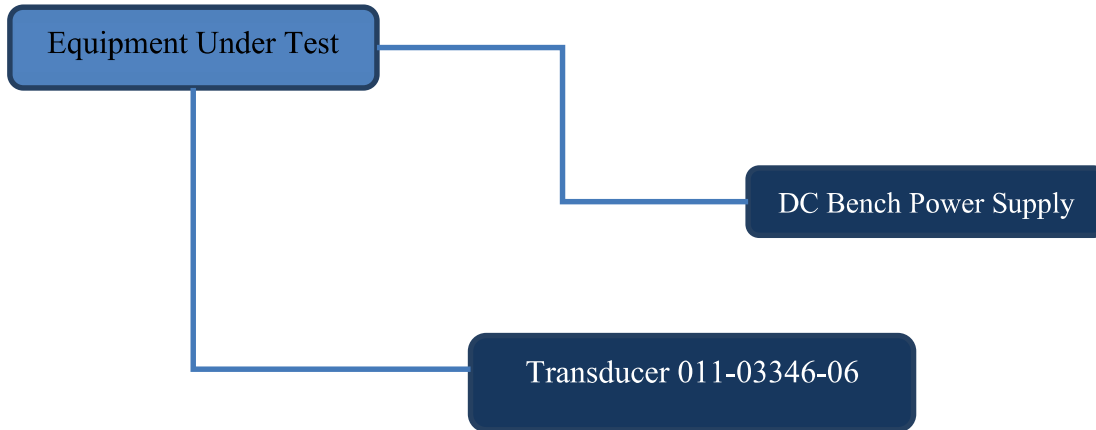 Equipment Under Test
DC Bench Power Supply
Transducer 011-03346-06